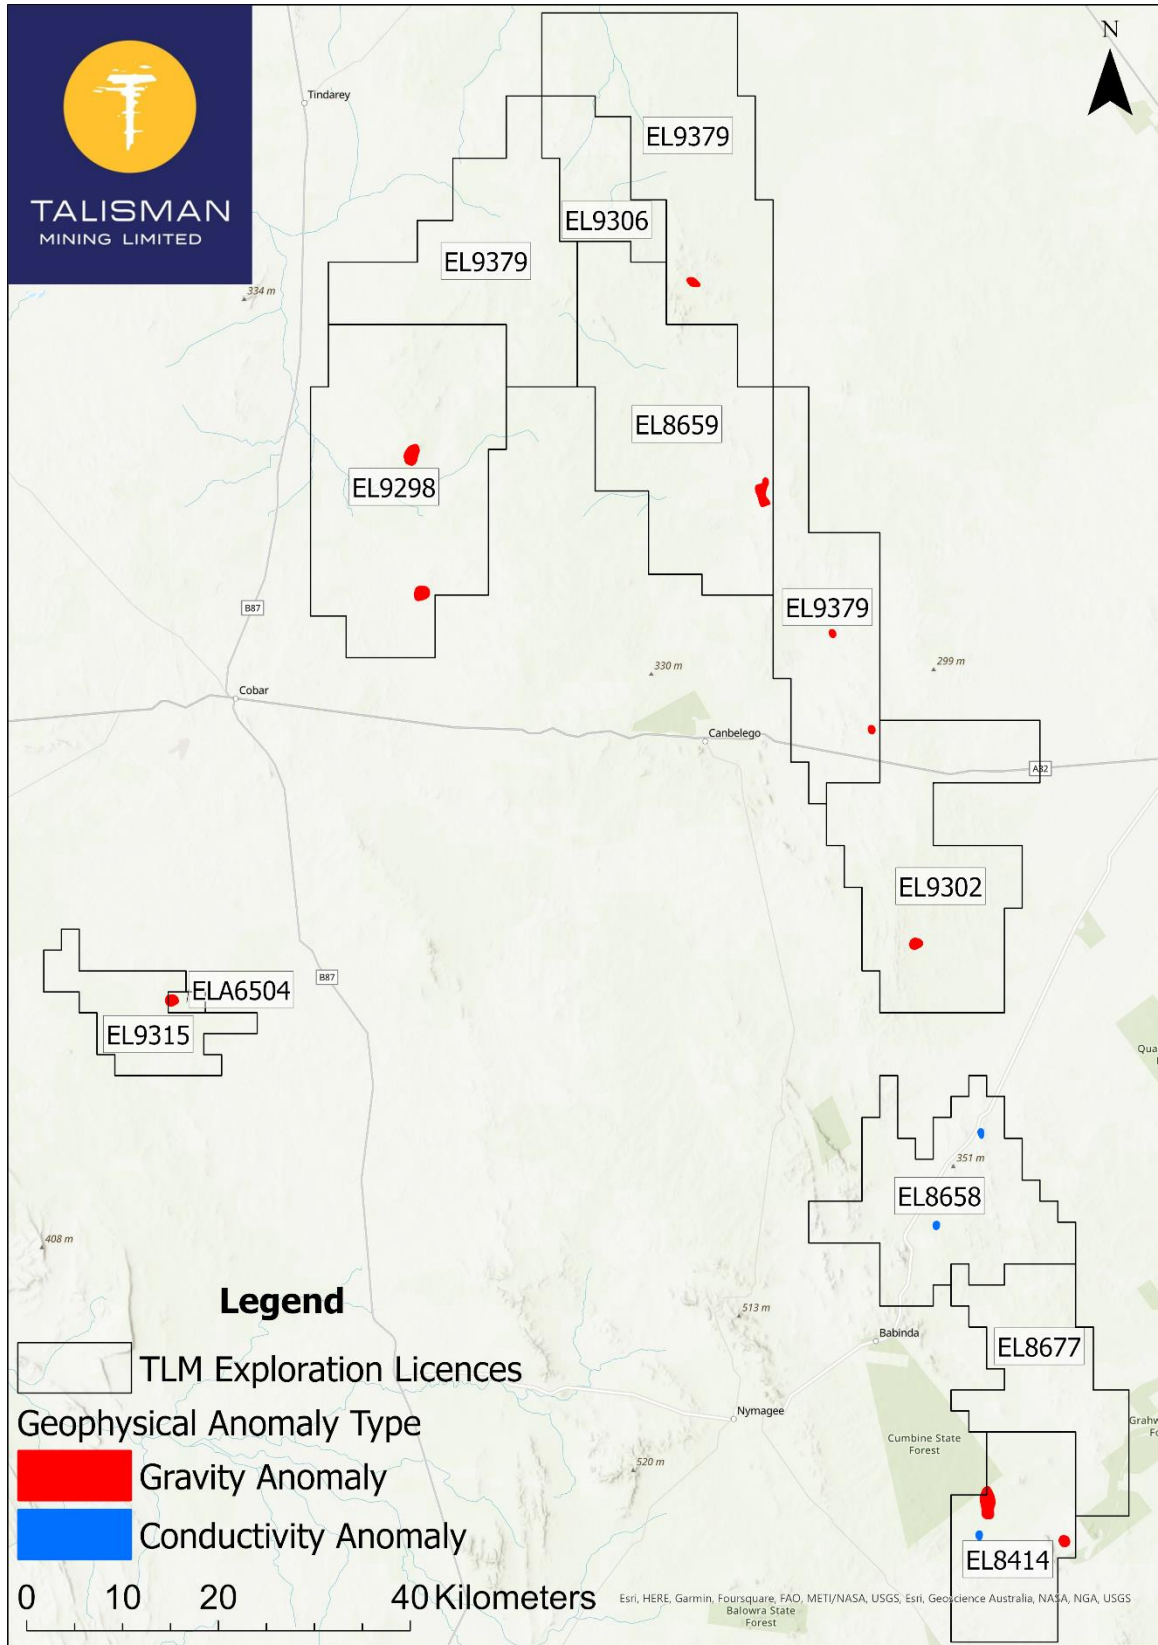 TALISMAN
MINING LIMITED
N
Tindarey
EL9379
EL9306
EL9379
334 m
EL8659
EL9298
B87
EL9379
330 m
299 m
Cobar
Canbelego
A32
EL9302
B87
ELA6504
EL9315
Qua
351 m
EL8658
408 m
513 m
Babinda
EL8677
Nymagee
Cumbine State
Forest
Grahw
Fo
520 m
EL8414
Legend
TLM Exploration Licences
Geophysical Anomaly Type
Gravity Anomaly
Conductivity Anomaly
0 10 20 40 Kilometers
Esri, HERE, Garmin, Foursquare, FAO, METI/NASA, USGS, Esri, Geoscience Australia, NASA, NGA, USGS
Balowra State
Forest